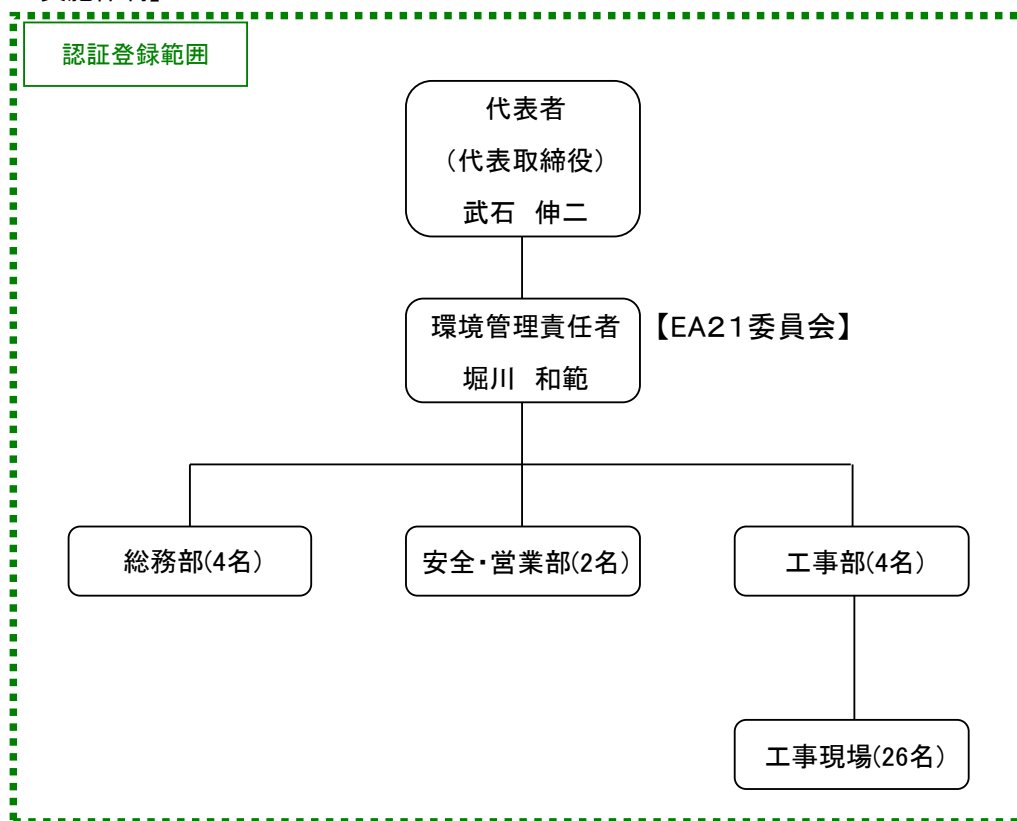 認証登録範囲
代表者
(代表取締役)
武石　伸二
環境管理責任者
堀川　和範
【EA21委員会】
総務部(4名)
安全・営業部(2名)
工事部(4名)
工事現場(26名)